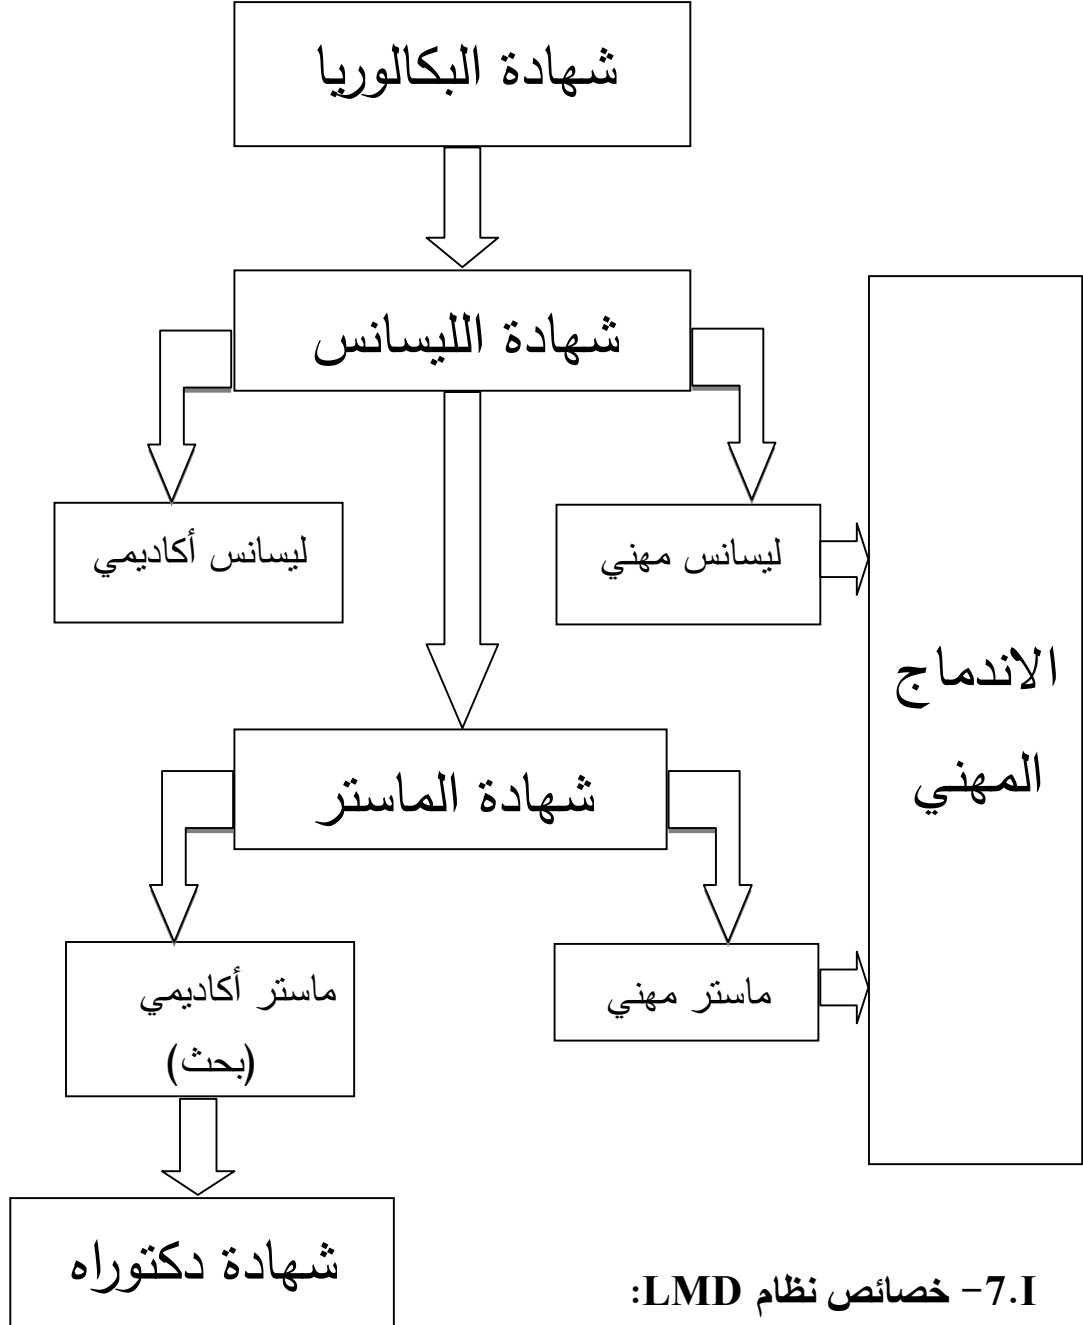 شهادة البكالوريا
شهادة الليسانس
ليسانس مهني
ليسانس أكاديمي
الاندماج
المهني
شهادة الماستر
ماستر مهني
ماستر أكاديمي
(بحث)
شهادة دكتوراه
7.I- خصائص نظام LMD: